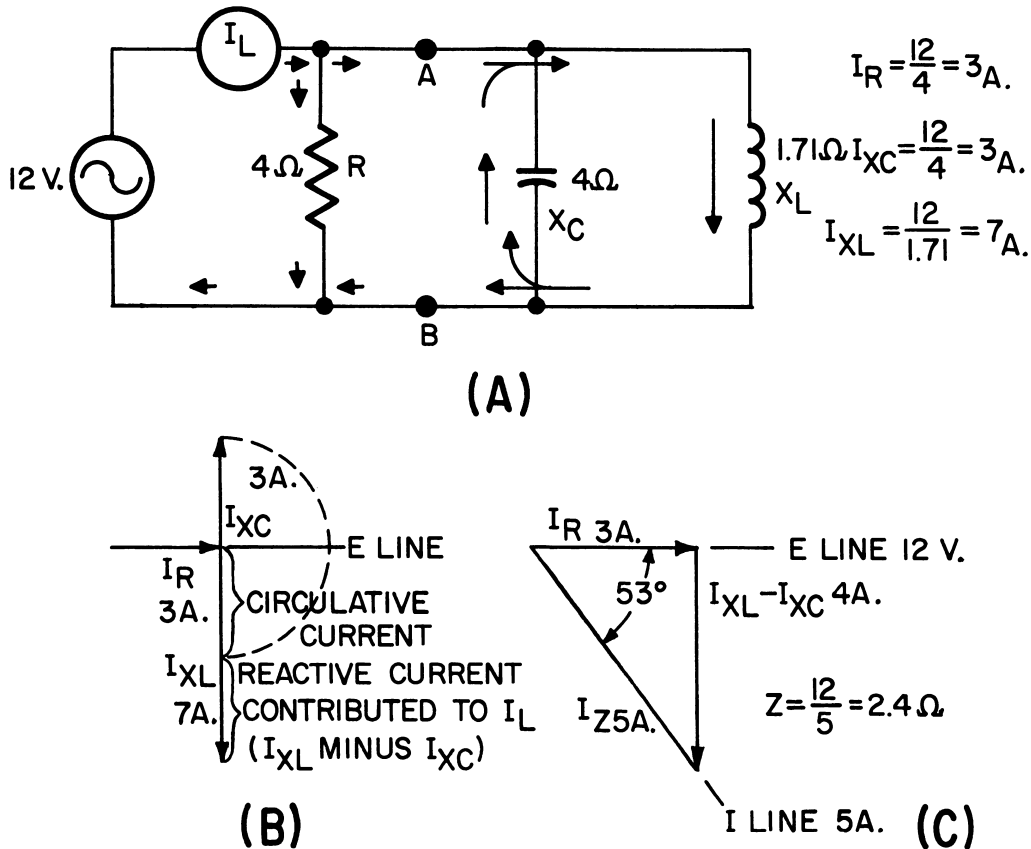 I_L
A
12 V.
4Ω
R
4Ω
X_C
1.71Ω
X_L
B
I_R = 12/4 = 3A.
I_XC = 12/4 = 3A.
I_XL = 12/1.71 = 7A.
(A)
3A.
I_XC
E LINE
I_R
3A.
CIRCULATIVE
CURRENT
I_XL
7A.
REACTIVE CURRENT
CONTRIBUTED TO I_L
(I_XL MINUS I_XC)
(B)
I_R 3A.
E LINE 12 V.
53°
I_XL-I_XC 4A.
I_Z5A.
Z=12/5=2.4Ω
I LINE 5A.
(C)